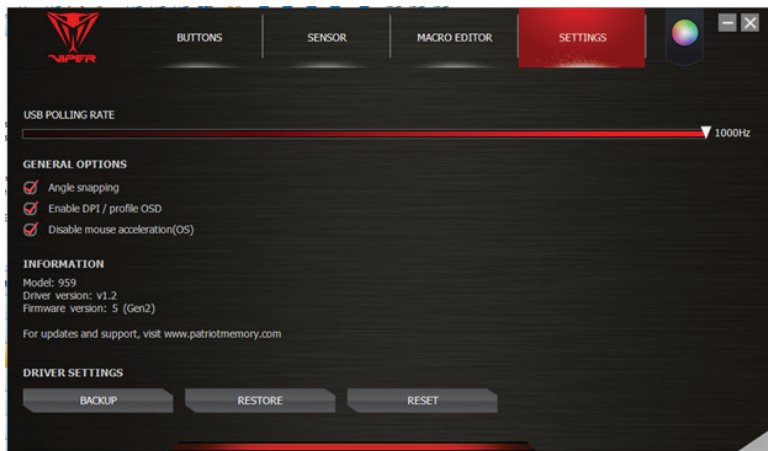 VIPER
BUTTONS
SENSOR
MACRO EDITOR
SETTINGS
USB POLLING RATE
1000Hz
GENERAL OPTIONS
Angle snapping
Enable DPI / profile OSD
Disable mouse acceleration(OS)
INFORMATION
Model: 959
Driver version: v1.2
Firmware version: 5 (Gen2)
For updates and support, visit www.patriotmemory.com
DRIVER SETTINGS
BACKUP
RESTORE
RESET